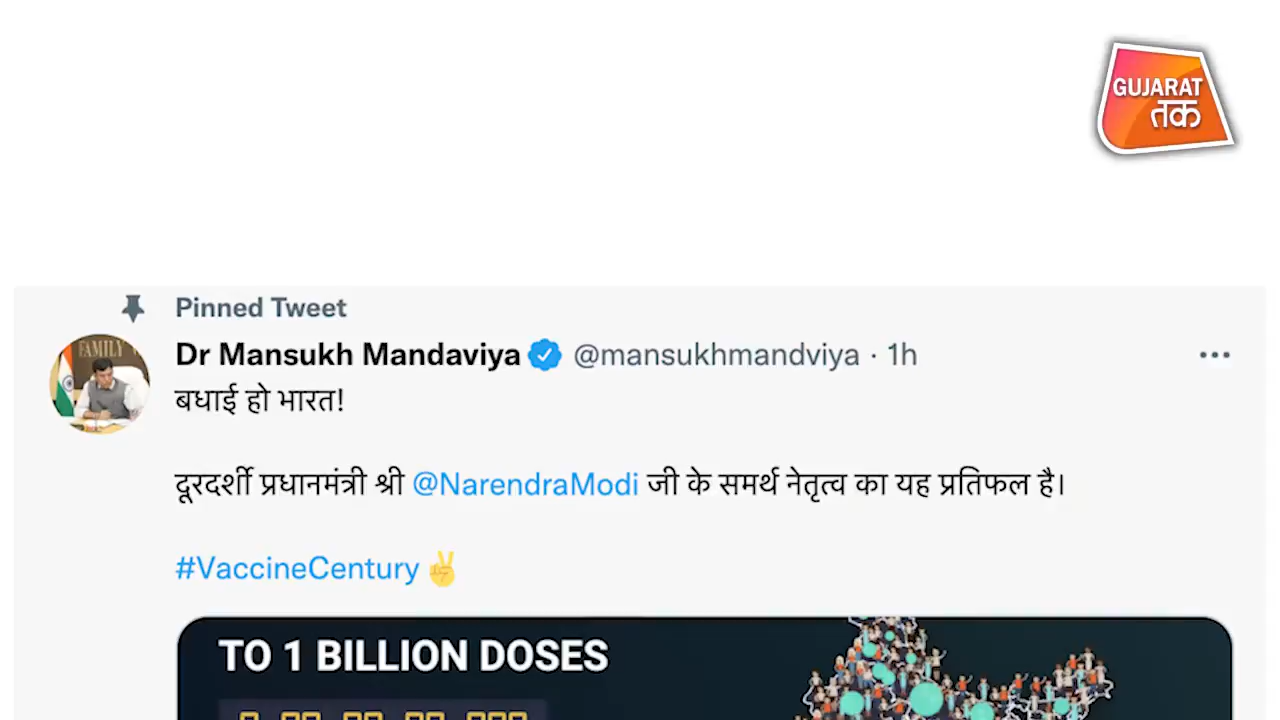 GUJARAT
तक
Pinned Tweet
FAMILY
Dr Mansukh Mandaviya @mansukhmandviya · 1h
बधाई हो भारत!
दूरदर्शी प्रधानमंत्री श्री @NarendraModi जी के समर्थ नेतृत्व का यह प्रतिफल है।
#VaccineCentury✌️
TO 1 BILLION DOSES